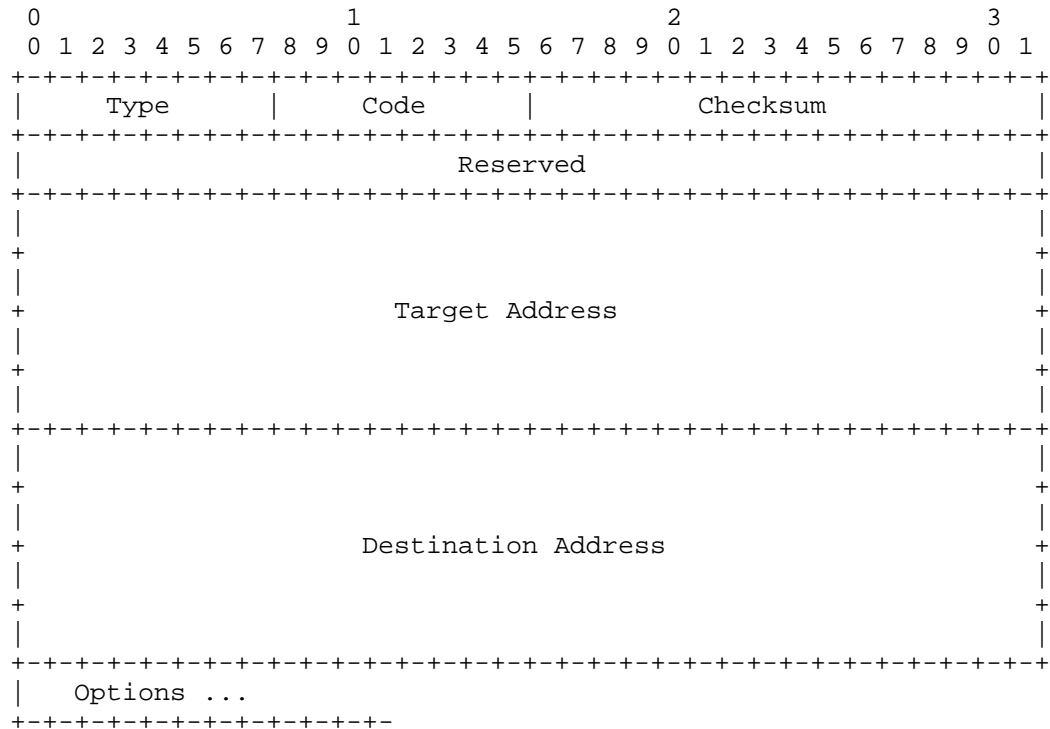 0                   1                   2                   3
 0 1 2 3 4 5 6 7 8 9 0 1 2 3 4 5 6 7 8 9 0 1 2 3 4 5 6 7 8 9 0 1
+-+-+-+-+-+-+-+-+-+-+-+-+-+-+-+-+-+-+-+-+-+-+-+-+-+-+-+-+-+-+-+-+
|     Type      |     Code      |          Checksum             |
+-+-+-+-+-+-+-+-+-+-+-+-+-+-+-+-+-+-+-+-+-+-+-+-+-+-+-+-+-+-+-+-+
|                           Reserved                            |
+-+-+-+-+-+-+-+-+-+-+-+-+-+-+-+-+-+-+-+-+-+-+-+-+-+-+-+-+-+-+-+-+
|                                                               |
+                                                               +
|                                                               |
+                       Target Address                          +
|                                                               |
+                                                               +
|                                                               |
+-+-+-+-+-+-+-+-+-+-+-+-+-+-+-+-+-+-+-+-+-+-+-+-+-+-+-+-+-+-+-+-+
|                                                               |
+                                                               +
|                                                               |
+                     Destination Address                       +
|                                                               |
+                                                               +
|                                                               |
+-+-+-+-+-+-+-+-+-+-+-+-+-+-+-+-+-+-+-+-+-+-+-+-+-+-+-+-+-+-+-+-+
|   Options ...
+-+-+-+-+-+-+-+-+-+-+-+-